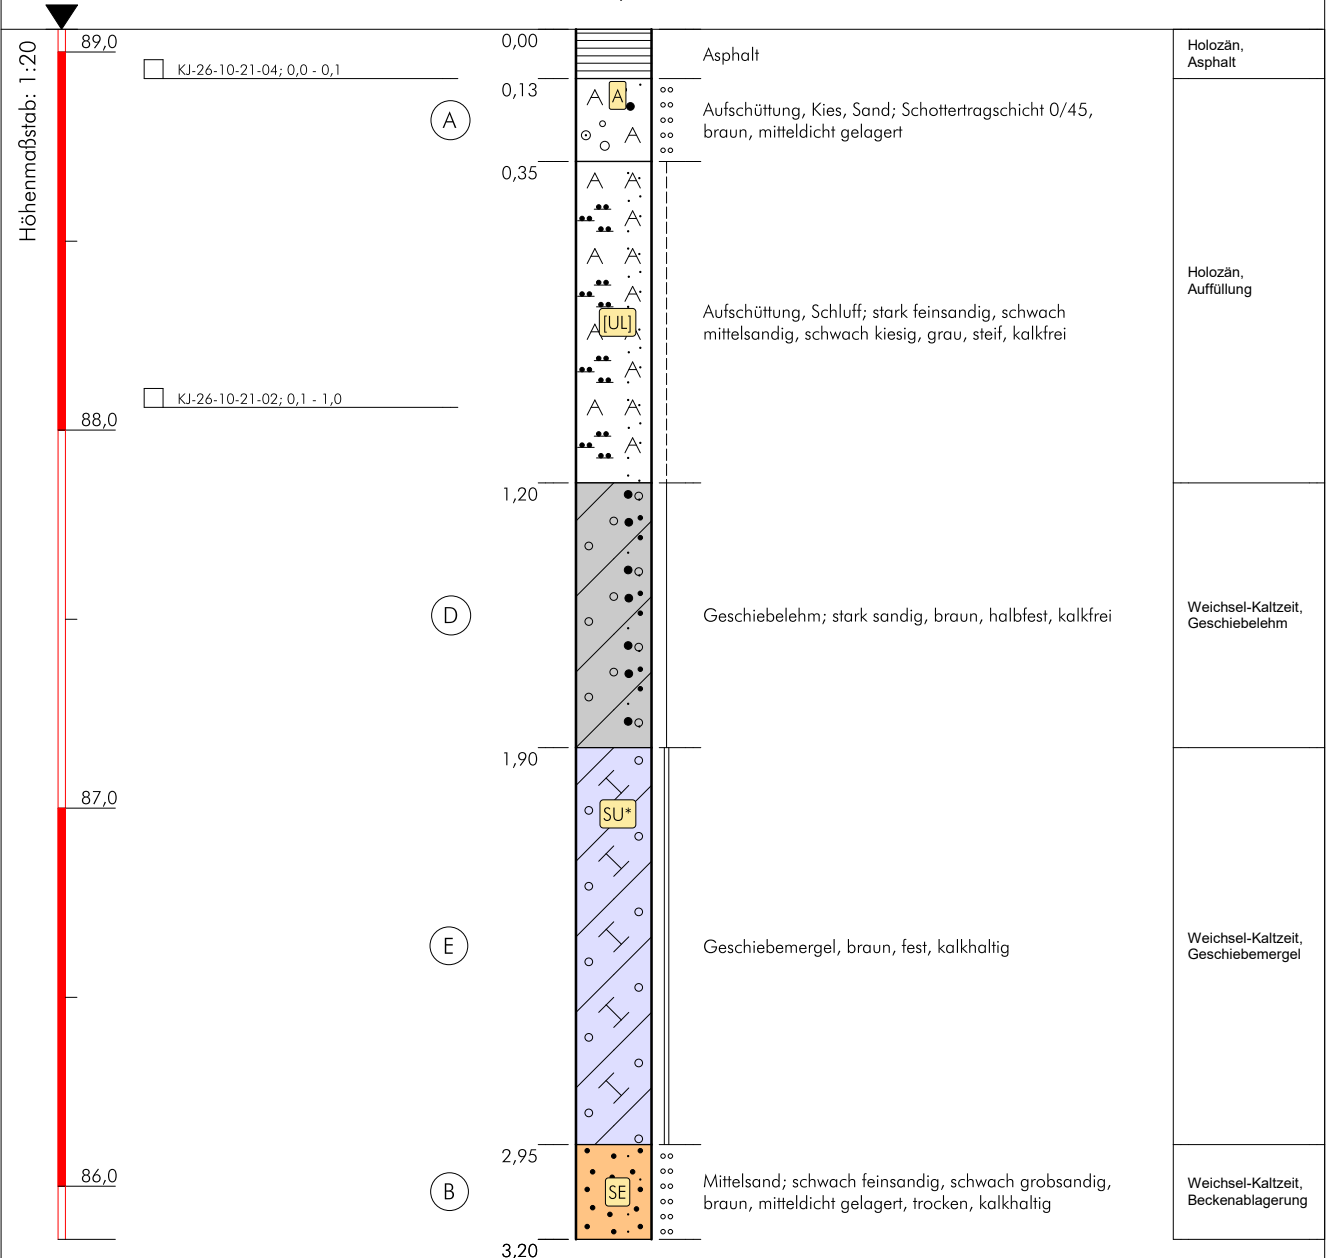 Höhenmaßstab: 1:20
89,0
KJ-26-10-21-04; 0,0 - 0,1
0,00
Asphalt
Holozän,
Asphalt
0,13
A
A
Aufschüttung, Kies, Sand; Schottertragschicht 0/45,
braun, mitteldicht gelagert
0,35
[UL]
Aufschüttung, Schluff; stark feinsandig, schwach
mittelsandig, schwach kiesig, grau, steif, kalkfrei
Holozän,
Auffüllung
KJ-26-10-21-02; 0,1 - 1,0
88,0
1,20
D
Geschiebelehm; stark sandig, braun, halbfest, kalkfrei
Weichsel-Kaltzeit,
Geschiebelehm
1,90
87,0
SU*
E
Geschiebemergel, braun, fest, kalkhaltig
Weichsel-Kaltzeit,
Geschiebemergel
2,95
86,0
B
SE
Mittelsand; schwach feinsandig, schwach grobsandig,
braun, mitteldicht gelagert, trocken, kalkhaltig
Weichsel-Kaltzeit,
Beckenablagerung
3,20